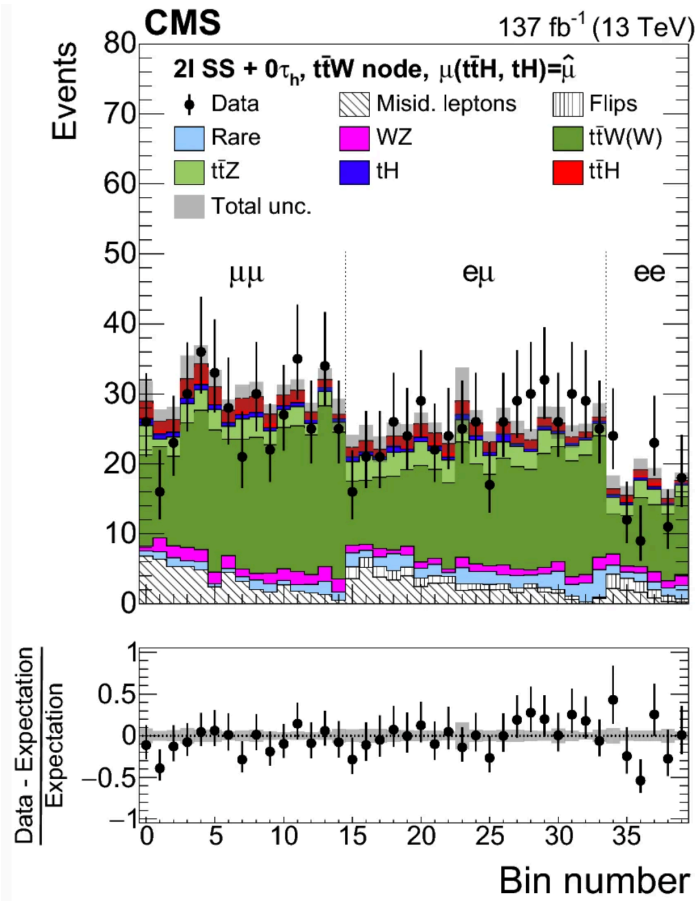 CMS 137 fb⁻¹ (13 TeV)
2l SS + 0τₕ, tt̄W node, μ(tt̄H, tH)=μ̂
Data Misid. leptons Flips
Rare WZ tt̄W(W)
tt̄Z tH tt̄H
Total unc.
μμ eμ ee
Events
80
70
60
50
40
30
20
10
0
Data - Expectation
Expectation
1
0.5
0
−0.5
−1
0 5 10 15 20 25 30 35
Bin number